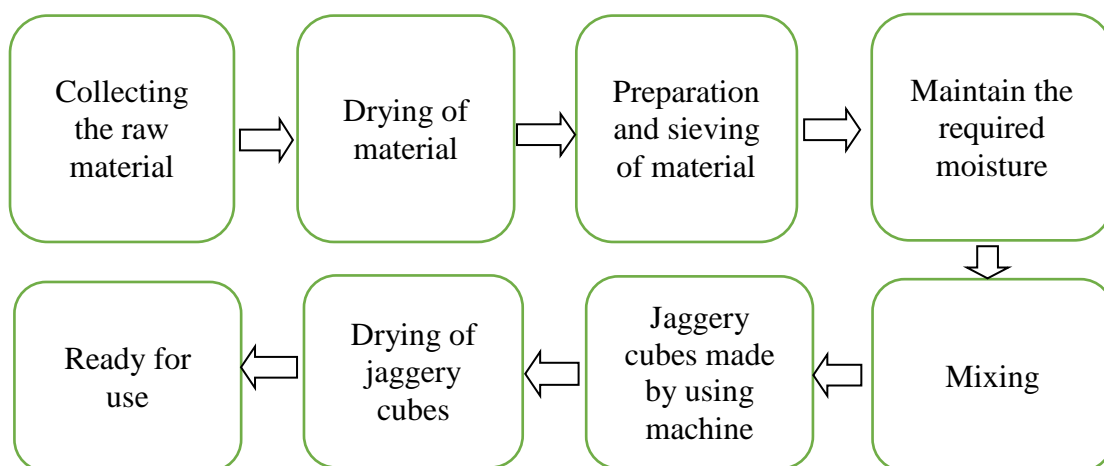 Collecting
the raw
material
Drying of
material
Preparation
and sieving
of material
Maintain the
required
moisture
Mixing
Jaggery
cubes made
by using
machine
Drying of
jaggery
cubes
Ready for
use